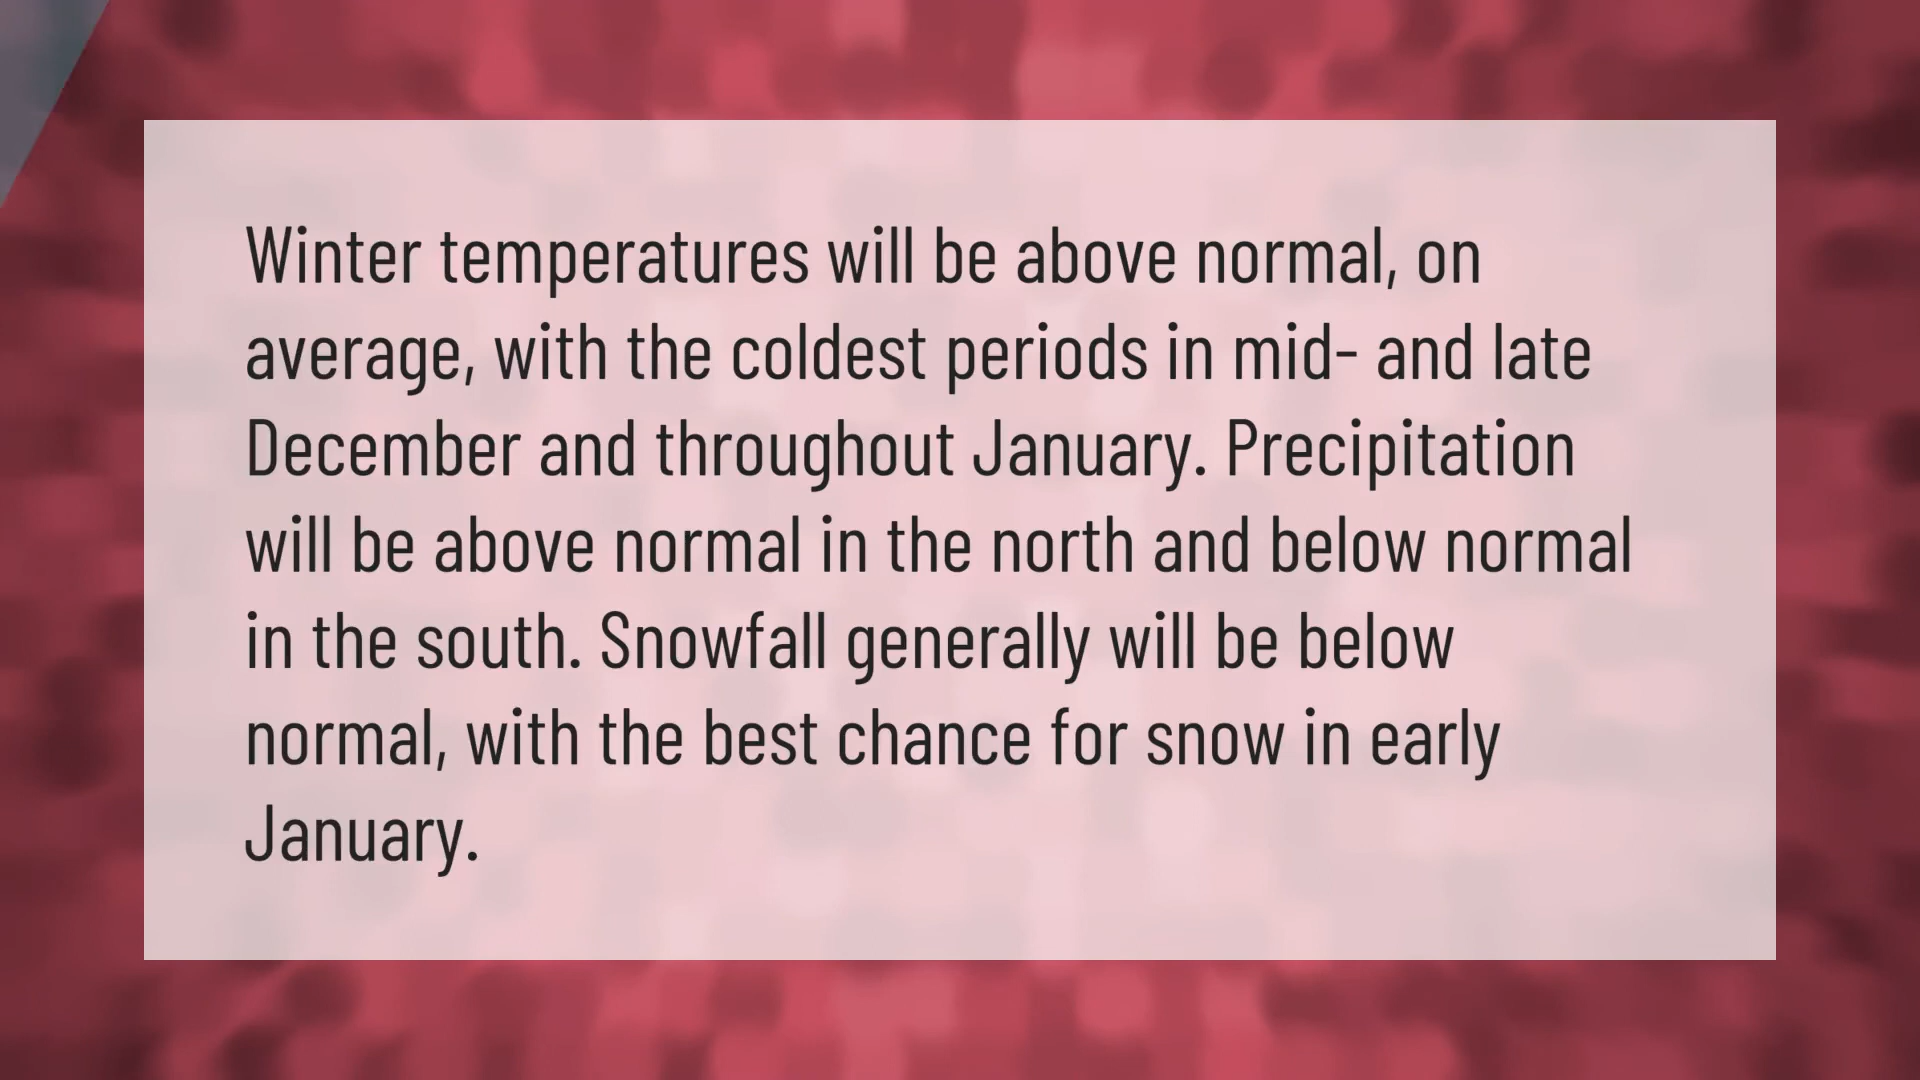 Winter temperatures will be above normal, on
average, with the coldest periods in mid- and late
December and throughout January. Precipitation
will be above normal in the north and below normal
in the south. Snowfall generally will be below
normal, with the best chance for snow in early
January.